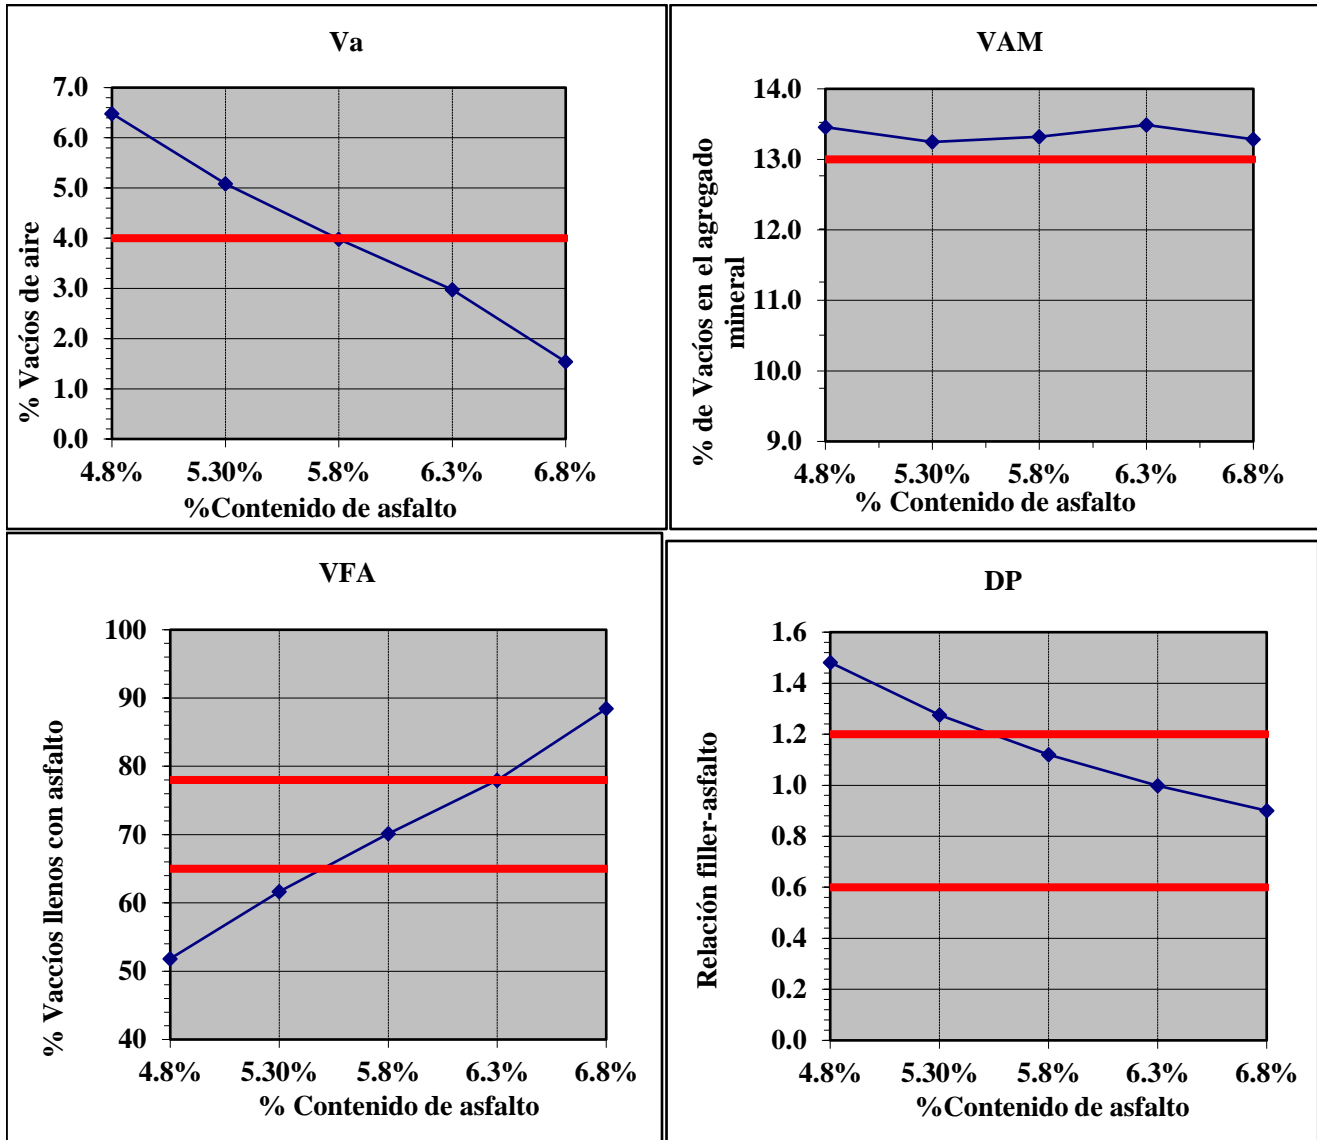 Va
7.0
6.0
5.0
4.0
3.0
2.0
1.0
0.0
% Vacíos de aire
4.8% 5.30% 5.8% 6.3% 6.8%
%Contenido de asfalto
VAM
14.0
13.0
12.0
11.0
10.0
9.0
% de Vacíos en el agregado
mineral
4.8% 5.30% 5.8% 6.3% 6.8%
% Contenido de asfalto
VFA
100
90
80
70
60
50
40
% Vaccíos llenos con asfalto
4.8% 5.30% 5.8% 6.3% 6.8%
% Contenido de asfalto
DP
1.6
1.4
1.2
1.0
0.8
0.6
0.4
0.2
0.0
Relación filler-asfalto
4.8% 5.30% 5.8% 6.3% 6.8%
%Contenido de asfalto